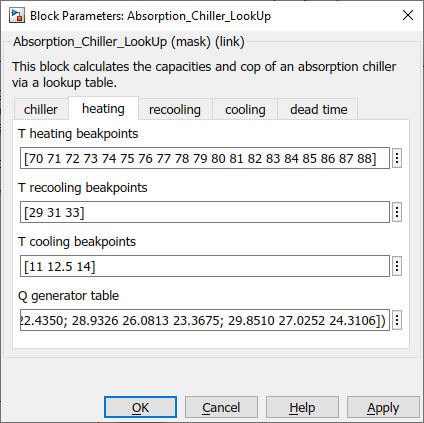 Block Parameters: Absorption_Chiller_LookUp
Absorption_Chiller_LookUp (mask) (link)
This block calculates the capacities and cop of an absorption chiller
via a lookup table.
chiller heating recooling cooling dead time
T heating beakpoints
[70 71 72 73 74 75 76 77 78 79 80 81 82 83 84 85 86 87 88]
T recooling beakpoints
[29 31 33]
T cooling beakpoints
[11 12.5 14]
Q generator table
22.4350; 28.9326 26.0813 23.3675; 29.8510 27.0252 24.3106])
OK Cancel Help Apply